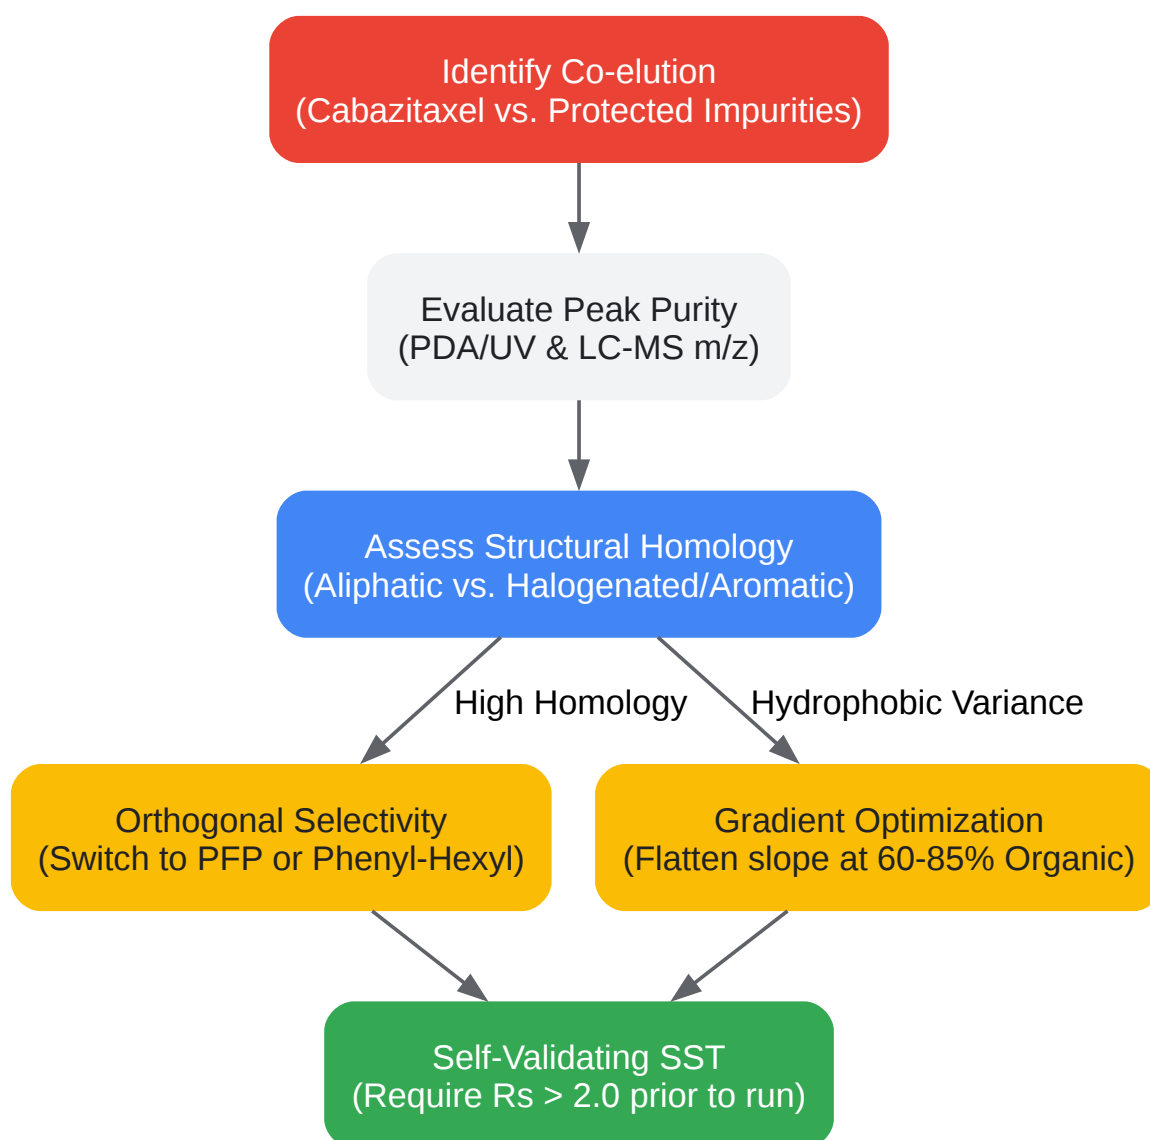 Identify Co-elution
(Cabazitaxel vs. Protected Impurities)
Evaluate Peak Purity
(PDA/UV & LC-MS m/z)
Assess Structural Homology
(Aliphatic vs. Halogenated/Aromatic)
High Homology
Hydrophobic Variance
Orthogonal Selectivity
(Switch to PFP or Phenyl-Hexyl)
Gradient Optimization
(Flatten slope at 60-85% Organic)
Self-Validating SST
(Require Rs > 2.0 prior to run)